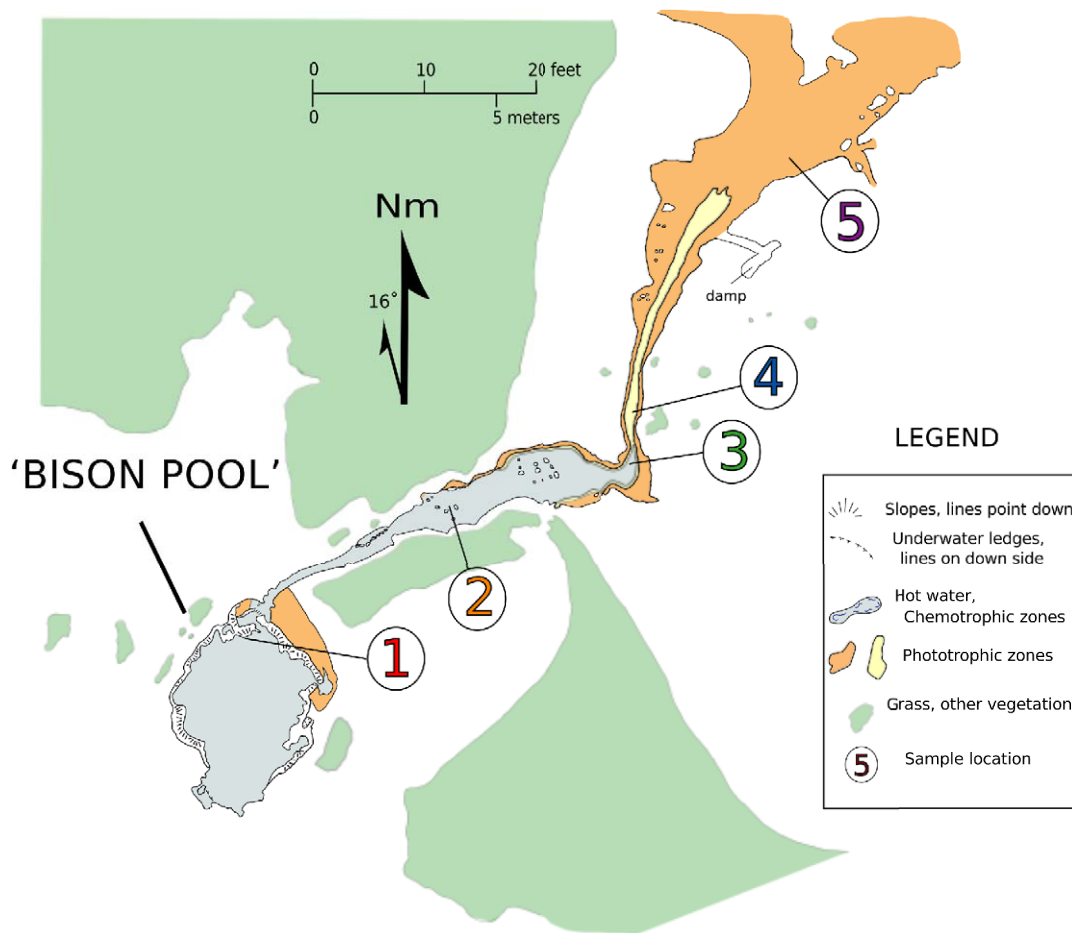 0 10 20 feet
0 5 meters
Nm
16°
5
damp
4
3
LEGEND
'BISON POOL'
2
1
Slopes, lines point down
Underwater ledges,
lines on down side
Hot water,
Chemotrophic zones
Phototrophic zones
Grass, other vegetation
5 Sample location